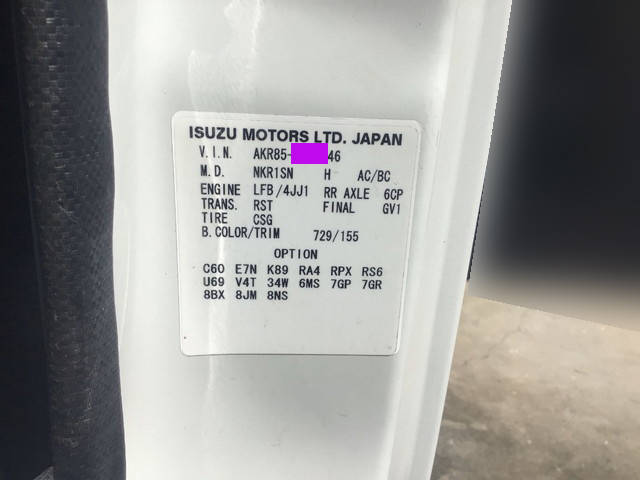 ISUZU MOTORS LTD. JAPAN
V.I.N. AKR85- 46
M.D. NKR1SN H AC/BC
ENGINE LFB/4JJ1 RR AXLE 6CP
TRANS. RST FINAL GV1
TIRE CSG
B.COLOR/TRIM 729/155
OPTION
C60 E7N K89 RA4 RPX RS6
U69 V4T 34W 6MS 7GP 7GR
8BX 8JM 8NS